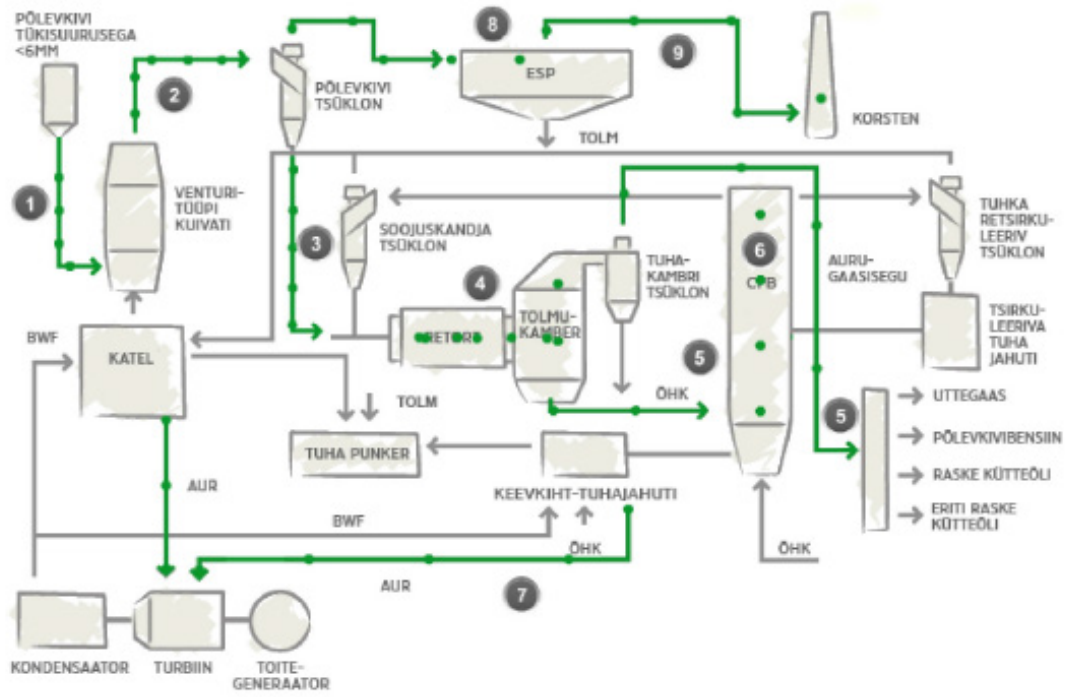 PÕLEVKIVI
TÜKISUURUSEGA
<6MM
1
2
VENTURI-
TÜÜPI
KUIVATI
PÕLEVKIVI
TSÜKLON
8
ESP
TOLM
9
KORSTEN
3
SOOJUSKANDJA
TSÜKLON
4
RETORT
TOLMU-
KAMBER
TUHA-
KAMBRI
TSÜKLON
6
CFB
AURU-
GAASISEGU
TUHKA
RETSIRKU-
LEERIV
TSÜKLON
TSIRKU-
LEERIVA
TUHA
JAHUTI
BWF
KATEL
TOLM
ÕHK
5
5
UTTEGAAS
PÕLEVKIVIBENSIIN
RASKE KÜTTEÕLI
ERITI RASKE
KÜTTEÕLI
TUHA PUNKER
KEEVKIHT-TUHAJAHUTI
AUR
BWF
ÕHK
ÕHK
AUR
7
KONDENSAATOR
TURBIIN
TOITE-
GENERAATOR